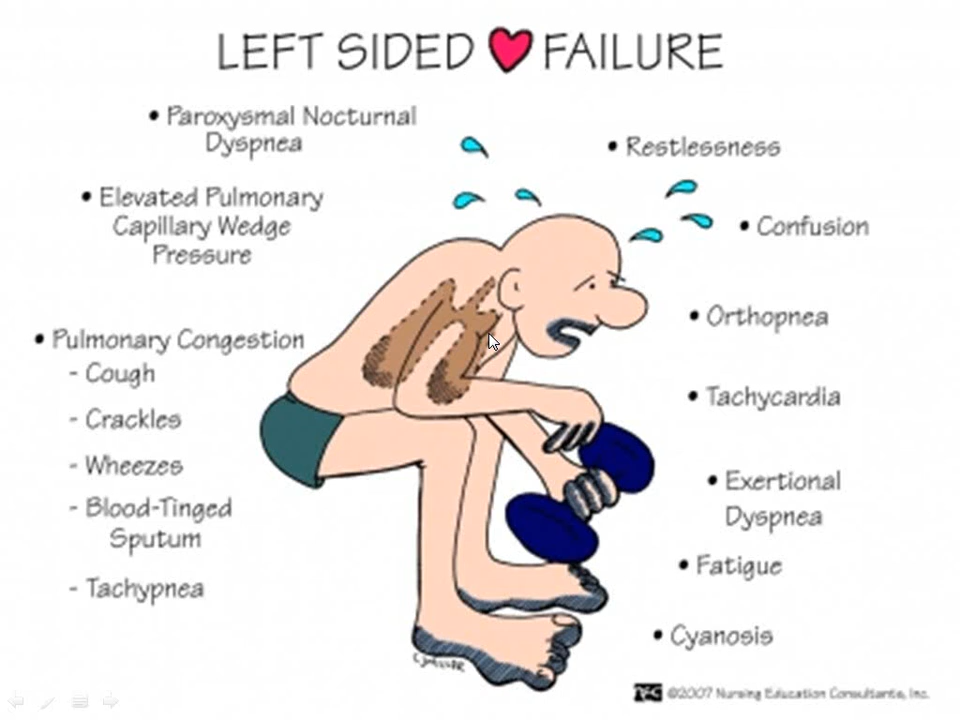 LEFT SIDED FAILURE
• Paroxysmal Nocturnal
Dyspnea
• Elevated Pulmonary
Capillary Wedge
Pressure
• Pulmonary Congestion
- Cough
- Crackles
- Wheezes
- Blood-Tinged
Sputum
- Tachypnea
• Restlessness
• Confusion
• Orthopnea
• Tachycardia
• Exertional
Dyspnea
• Fatigue
• Cyanosis
©2007 Nursing Education Consultants, Inc.